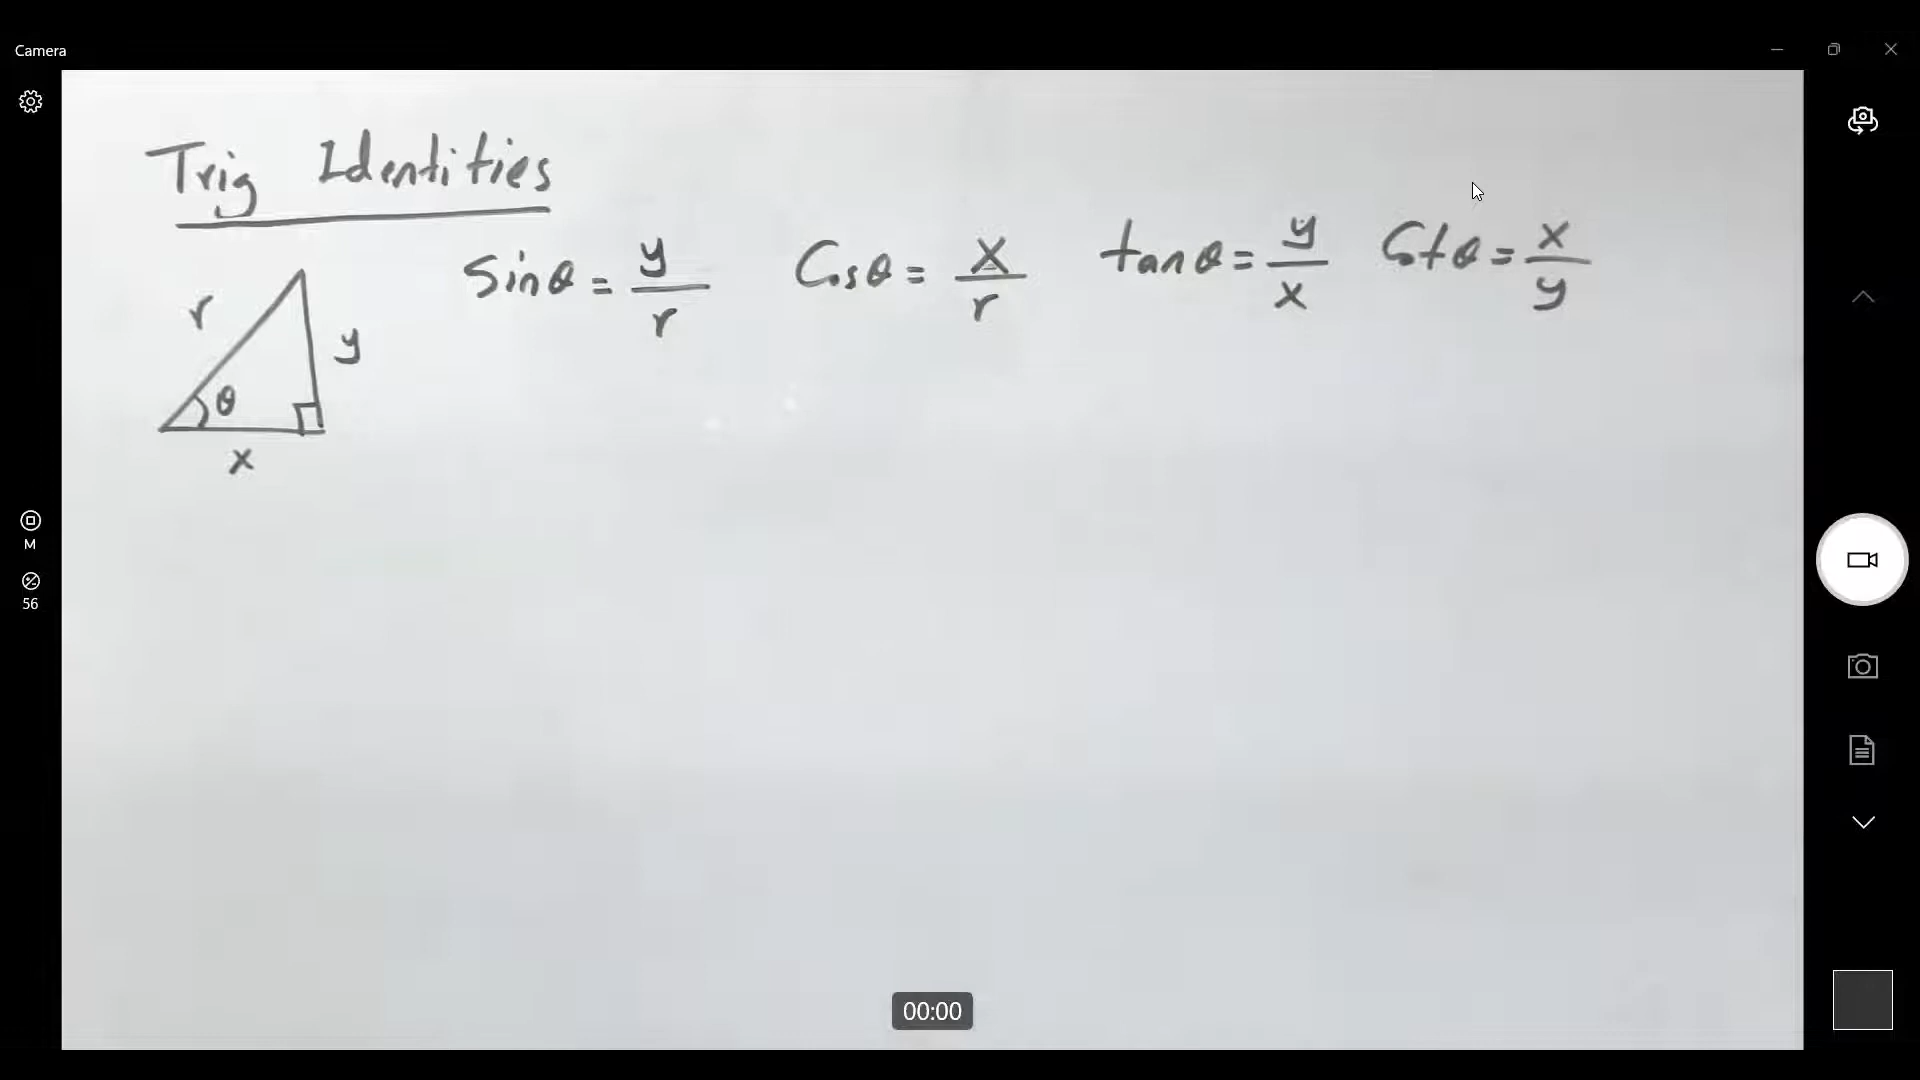 Camera
Trig Identities
sinθ = y/r Cosθ = x/r tanθ = y/x Cotθ = x/y
r
y
θ
x
M
56
00:00